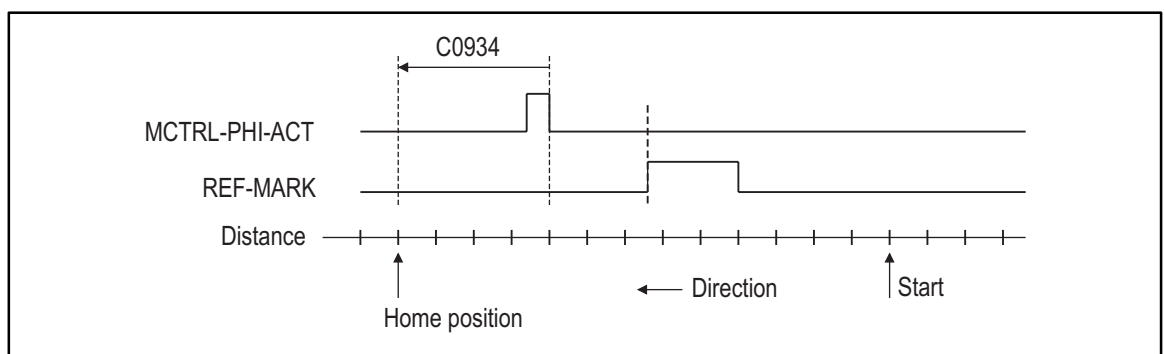 C0934
MCTRL-PHI-ACT
REF-MARK
Distance
Direction
Start
Home position